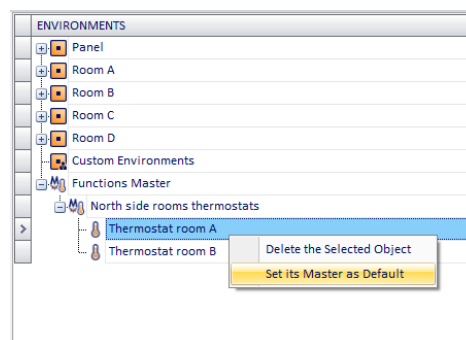 ENVIRONMENTS
Panel
Room A
Room B
Room C
Room D
Custom Environments
Functions Master
North side rooms thermostats
Thermostat room A
Thermostat room B
Delete the Selected Object
Set its Master as Default